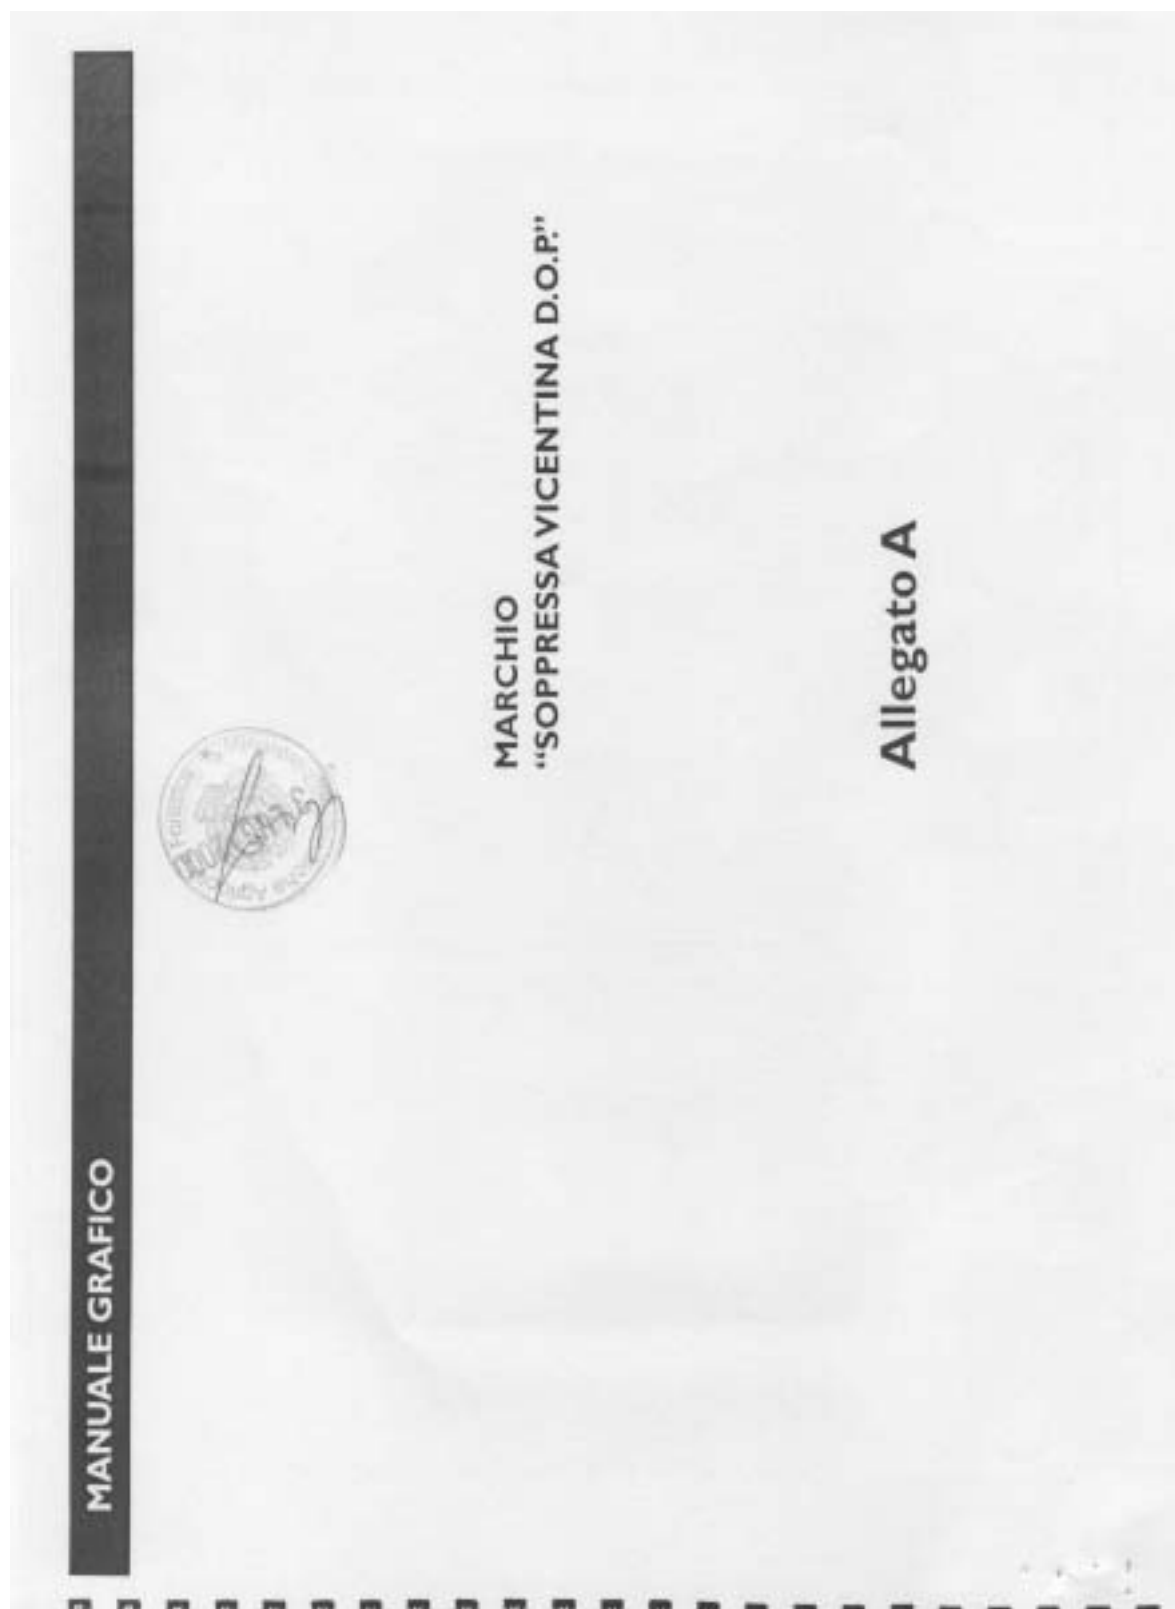 MANUALE GRAFICO
MARCHIO
“SOPPRESSA VICENTINA D.O.P.”
Allegato A